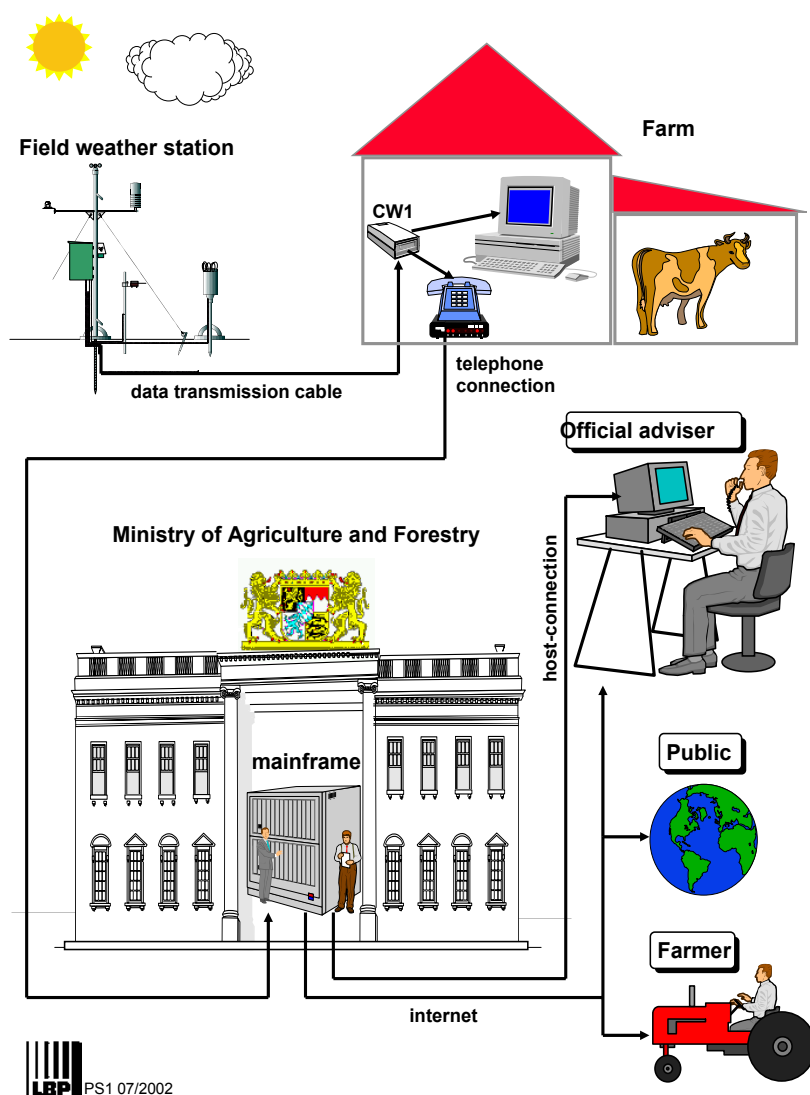 Farm
Field weather station
CW1
telephone
connection
data transmission cable
Official adviser
Ministry of Agriculture and Forestry
host-connection
mainframe
Public
Farmer
internet
LBP PS1 07/2002